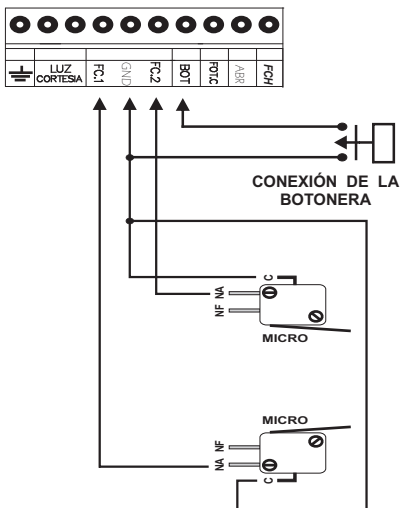 LUZ CORTESIA
FC.1
GND
FC.2
BOT
FOT.C
ABR
FCH
CONEXIÓN DE LA
BOTONERA
C
NA
NF
MICRO
MICRO
NF
NA
C